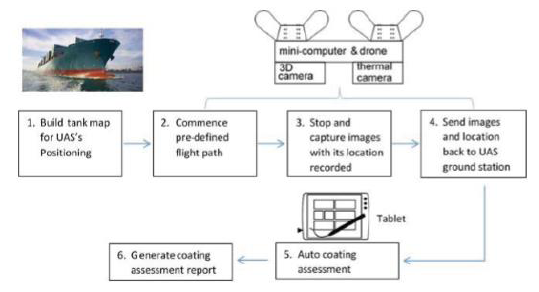 mini-computer & drone
3D
camera
thermal
camera
1. Build tank map
for UAS's
Positioning
2. Commence
pre-defined
flight path
3. Stop and
capture images
with its location
recorded
4. Send images
and location
back to UAS
ground station
Tablet
5. Auto coating
assessment
6. Generate coating
assessment report